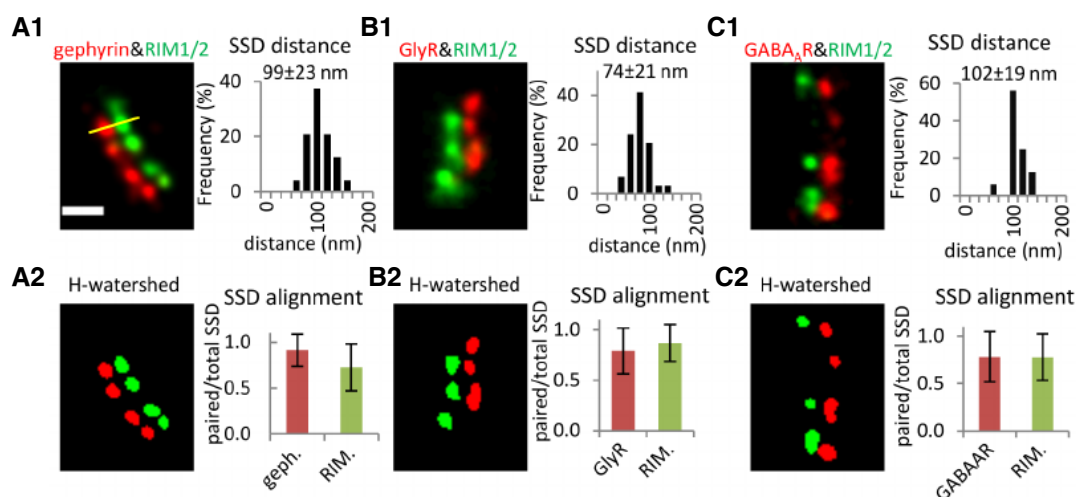 A1
gephyrin&RIM1/2
SSD distance
99±23 nm
Frequency (%)
40
20
0
0
100
200
distance (nm)
B1
GlyR&RIM1/2
SSD distance
74±21 nm
Frequency (%)
40
20
0
0
100
200
distance (nm)
C1
GABA_AR&RIM1/2
SSD distance
102±19 nm
Frequency (%)
60
40
20
0
0
100
200
distance (nm)
A2
H-watershed
SSD alignment
paired/total SSD
1.0
0.5
0.0
geph.
RIM.
B2
H-watershed
SSD alignment
paired/total SSD
1.0
0.5
0.0
GlyR
RIM.
C2
H-watershed
SSD alignment
paired/total SSD
1.0
0.5
0.0
GABAAR
RIM.